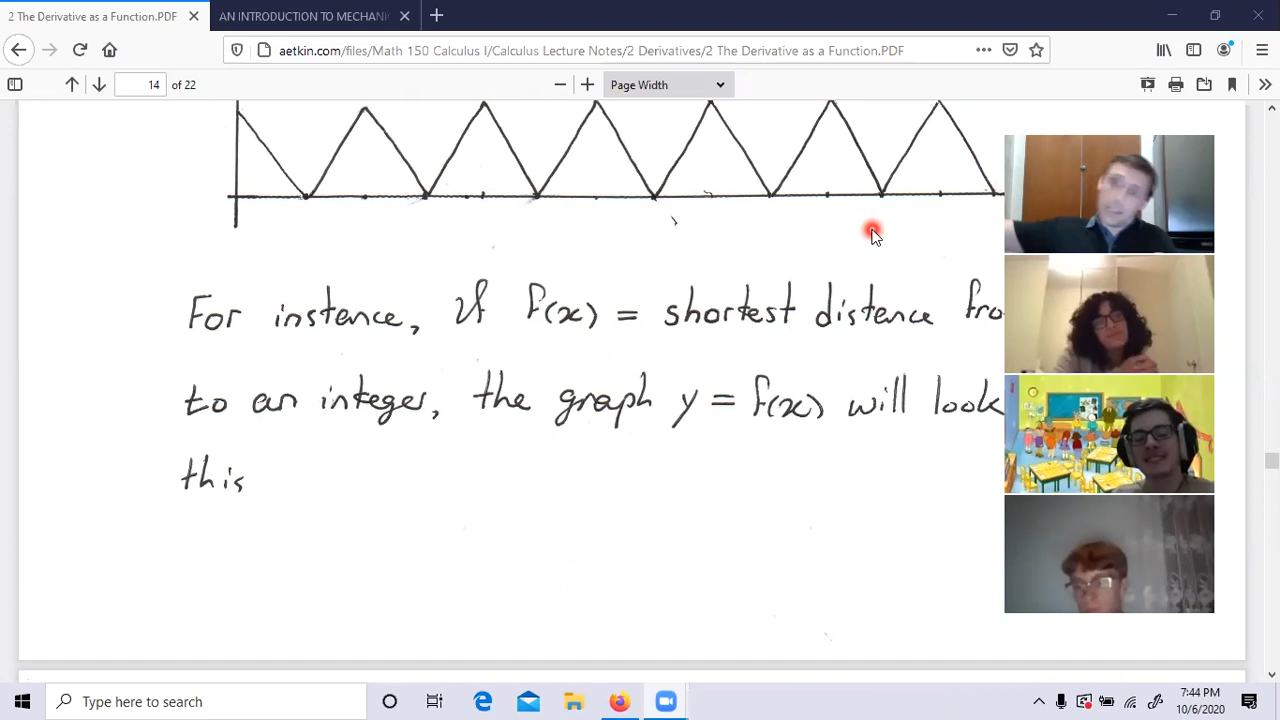 2 The Derivative as a Function.PDF
AN INTRODUCTION TO MECHANI
aetkin.com/files/Math 150 Calculus I/Calculus Lecture Notes/2 Derivatives/2 The Derivative as a Function.PDF
14 of 22
Page Width
For instence, if f(x) = shortest distence fro
to an integer, the graph y = f(x) will look
this
Type here to search
7:44 PM
10/6/2020